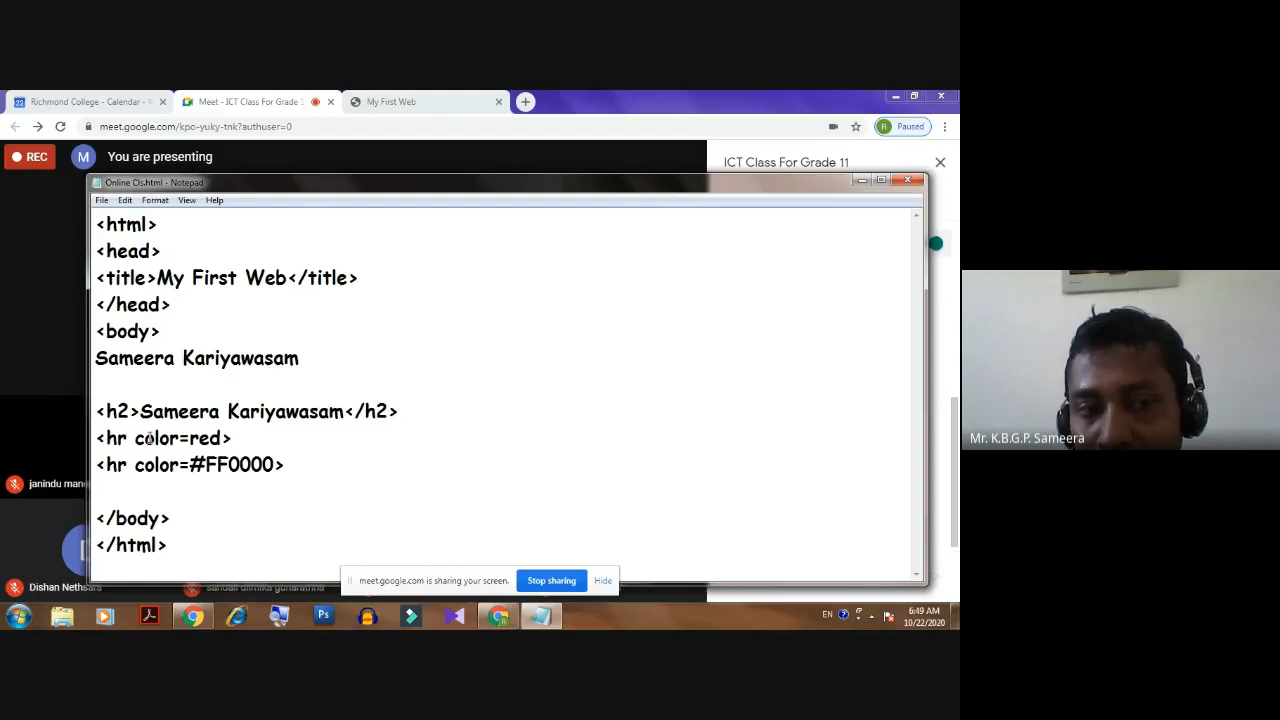 Richmond College - Calendar - W
Meet - ICT Class For Grade 1
My First Web
meet.google.com/kpo-yuky-tnk?authuser=0
R
Paused
REC
M
You are presenting
ICT Class For Grade 11
Online Cls.html - Notepad
File Edit Format View Help
<html>
<head>
<title>My First Web</title>
</head>
<body>
Sameera Kariyawasam
<h2>Sameera Kariyawasam</h2>
<hr color=red>
<hr color=#FF0000>
</body>
</html>
Mr. K.B.G.P. Sameera
janindu man
Dishan Nethsara
meet.google.com is sharing your screen.
Stop sharing
Hide
Ps
EN
6:49 AM
10/22/2020